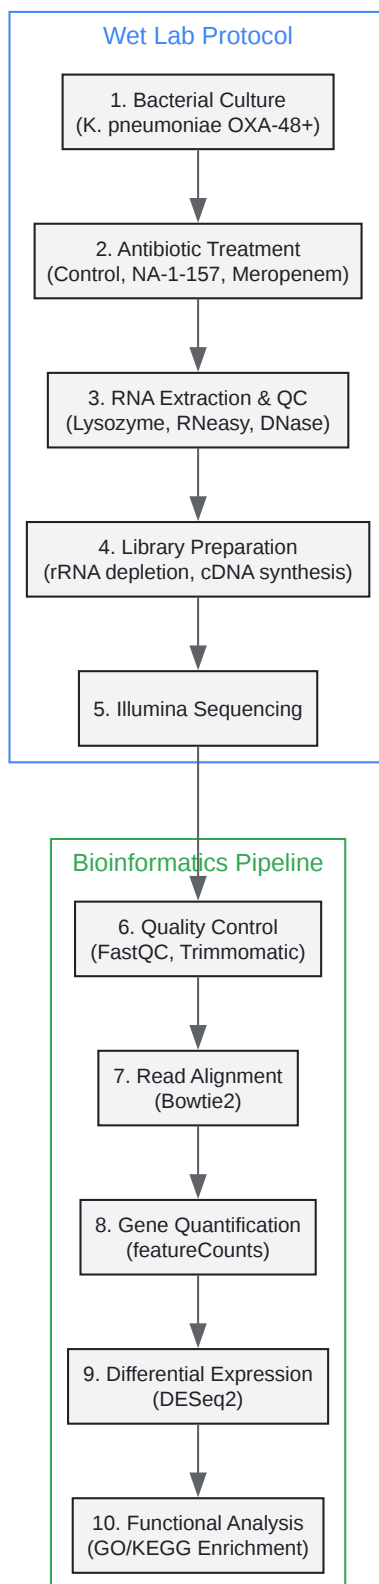 Wet Lab Protocol
1. Bacterial Culture
(K. pneumoniae OXA-48+)
2. Antibiotic Treatment
(Control, NA-1-157, Meropenem)
3. RNA Extraction & QC
(Lysozyme, RNeasy, DNase)
4. Library Preparation
(rRNA depletion, cDNA synthesis)
5. Illumina Sequencing
Bioinformatics Pipeline
6. Quality Control
(FastQC, Trimmomatic)
7. Read Alignment
(Bowtie2)
8. Gene Quantification
(featureCounts)
9. Differential Expression
(DESeq2)
10. Functional Analysis
(GO/KEGG Enrichment)